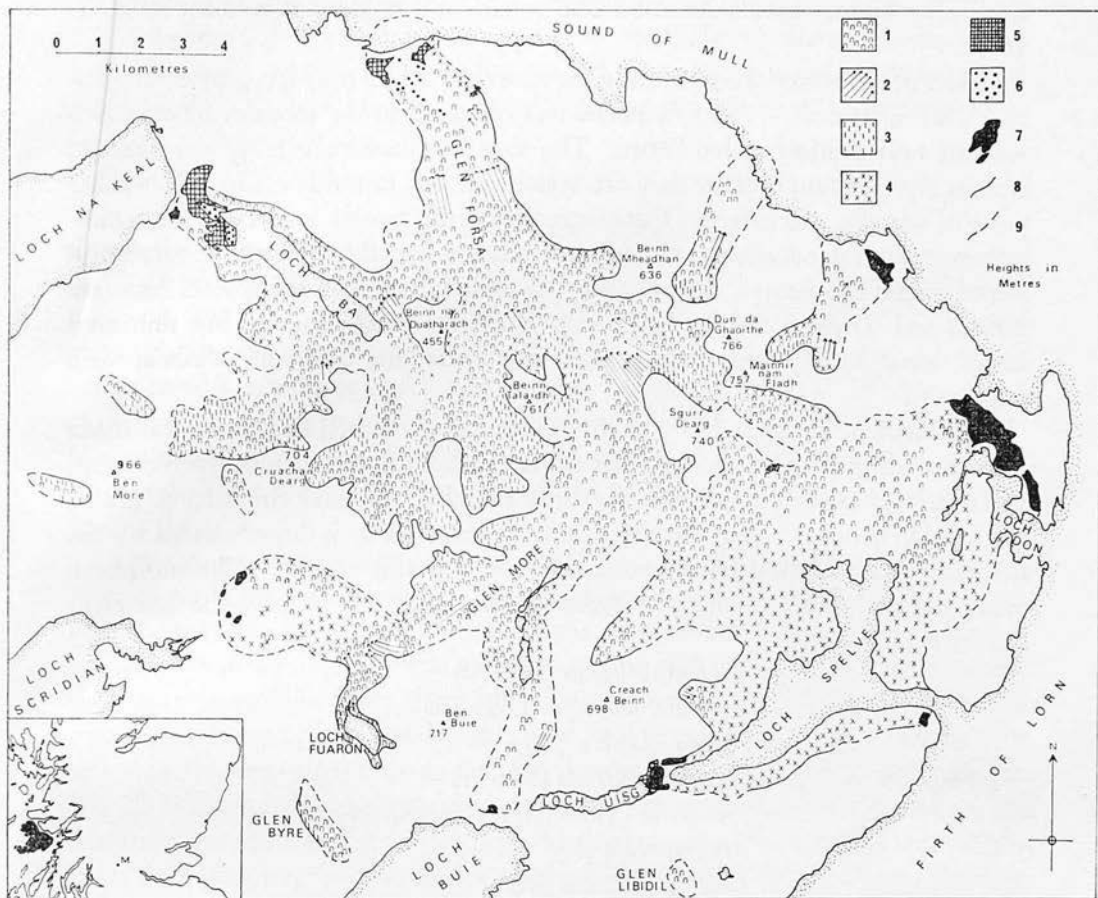 0 1 2 3 4
Kilometres
SOUND OF MULL
1
2
3
4
5
6
7
8
9
Heights in
Metres
LOCH NA KEAL
GLEN FORSA
LOCH BA
Beinn
Mheadhan
636
Beinn na
Duatharach
455
Dun da
Ghaoithe
766
Mainnir
nam
Fladh
757
Beinn
Talaidh
761
Sgurr
Dearg
740
704
Cruachan
Dearg
966
Ben
More
LOCH DON
GLEN MORE
LOCH
SCRIDIAN
LOCH SPELVE
Creach
Beinn
698
Ben
Buie
717
LOCH
FUARON
LOCH UISG
FIRTH OF LORN
N
GLEN
BYRE
LOCH
BUIE
GLEN
LIBIDIL
M